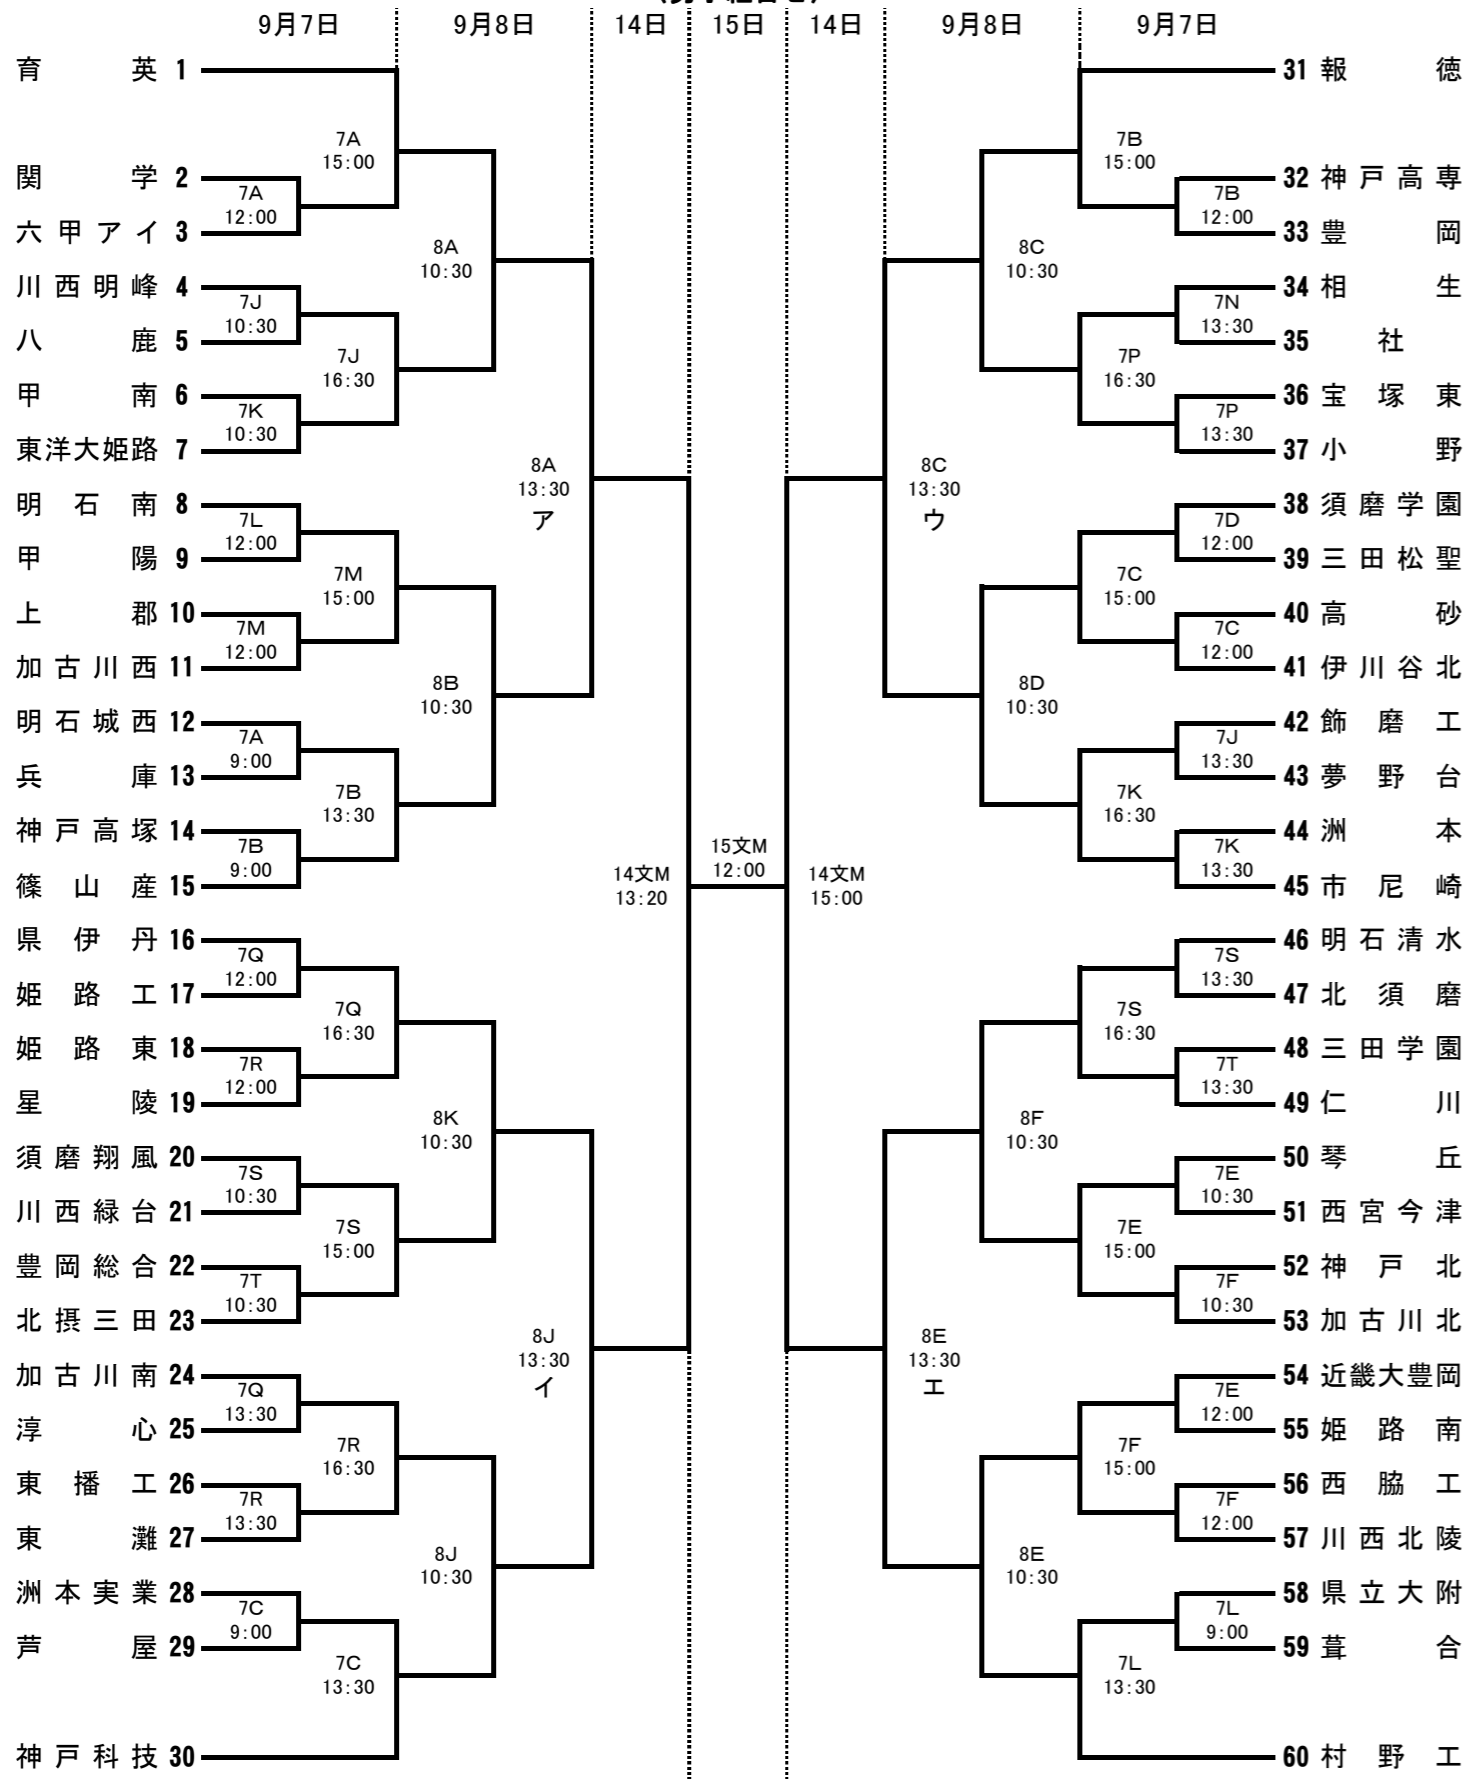 9月7日 9月8日 14日 15日 14日 9月8日 9月7日
育英 1
関学 2
六甲アイ 3
川西明峰 4
八鹿 5
甲南 6
東洋大姫路 7
明石南 8
甲陽 9
上郡 10
加古川西 11
明石城西 12
兵庫 13
神戸高塚 14
篠山産 15
県伊丹 16
姫路工 17
姫路東 18
星陵 19
須磨翔風 20
川西緑台 21
豊岡総合 22
北摂三田 23
加古川南 24
淳心 25
東播工 26
東灘 27
洲本実業 28
芦屋 29
神戸科技 30
7A
12:00
7J
10:30
7K
10:30
7L
12:00
7M
12:00
7A
9:00
7B
9:00
7Q
12:00
7R
12:00
7S
10:30
7T
10:30
7Q
13:30
7R
13:30
7C
9:00
7A
15:00
7J
16:30
7M
15:00
7B
13:30
7Q
16:30
7S
15:00
7R
16:30
7C
13:30
8A
10:30
8B
10:30
8K
10:30
8J
10:30
8A
13:30
ア
8J
13:30
イ
14文M
13:20
15文M
12:00
14文M
15:00
8C
13:30
ウ
8E
13:30
エ
8C
10:30
8D
10:30
8F
10:30
8E
10:30
7B
15:00
7P
16:30
7C
15:00
7K
16:30
7S
16:30
7E
15:00
7F
15:00
7L
13:30
7B
12:00
7N
13:30
7P
13:30
7D
12:00
7C
12:00
7J
13:30
7K
13:30
7S
13:30
7T
13:30
7E
10:30
7F
10:30
7E
12:00
7F
12:00
7L
9:00
31 報徳
32 神戸高専
33 豊岡
34 相生
35 社
36 宝塚東
37 小野
38 須磨学園
39 三田松聖
40 高砂
41 伊川谷北
42 飾磨工
43 夢野台
44 洲本
45 市尼崎
46 明石清水
47 北須磨
48 三田学園
49 仁川
50 琴丘
51 西宮今津
52 神戸北
53 加古川北
54 近畿大豊岡
55 姫路南
56 西脇工
57 川西北陵
58 県立大附
59 葺合
60 村野工